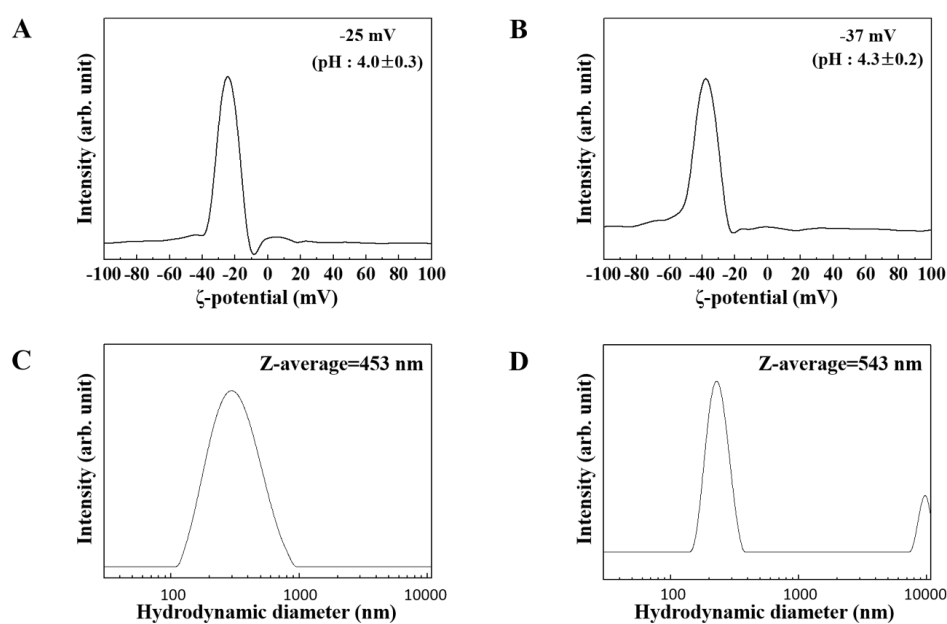 A
-25 mV
(pH : 4.0±0.3)
Intensity (arb. unit)
-100 -80 -60 -40 -20 0 20 40 60 80 100
ζ-potential (mV)
B
-37 mV
(pH : 4.3±0.2)
Intensity (arb. unit)
-100 -80 -60 -40 -20 0 20 40 60 80 100
ζ-potential (mV)
C
Z-average=453 nm
Intensity (arb. unit)
100 1000 10000
Hydrodynamic diameter (nm)
D
Z-average=543 nm
Intensity (arb. unit)
100 1000 10000
Hydrodynamic diameter (nm)